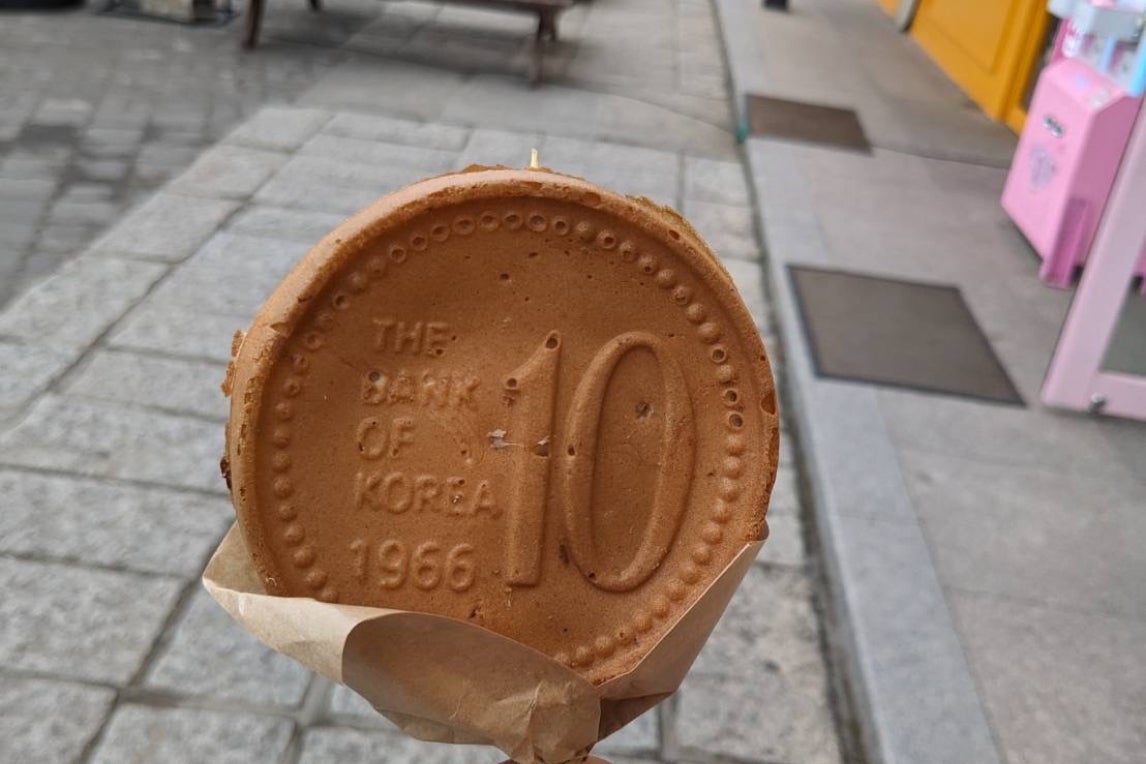 THE
BANK
OF
KOREA
1966
10